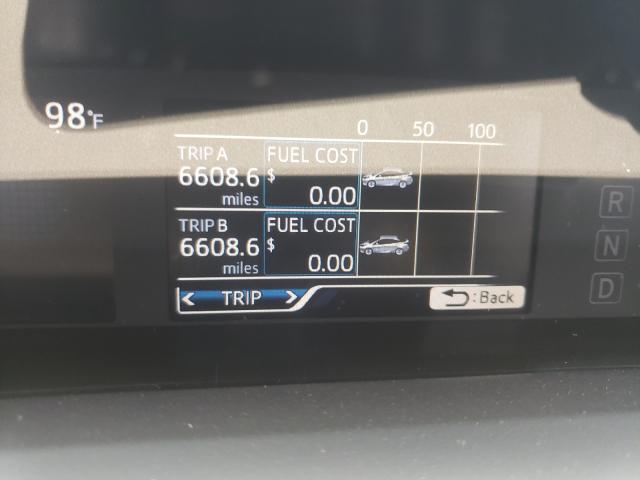 98°F
0 50 100
TRIP A FUEL COST
6608.6 $
miles 0.00
TRIP B FUEL COST
6608.6 $
miles 0.00
< TRIP > :Back
R
N
D